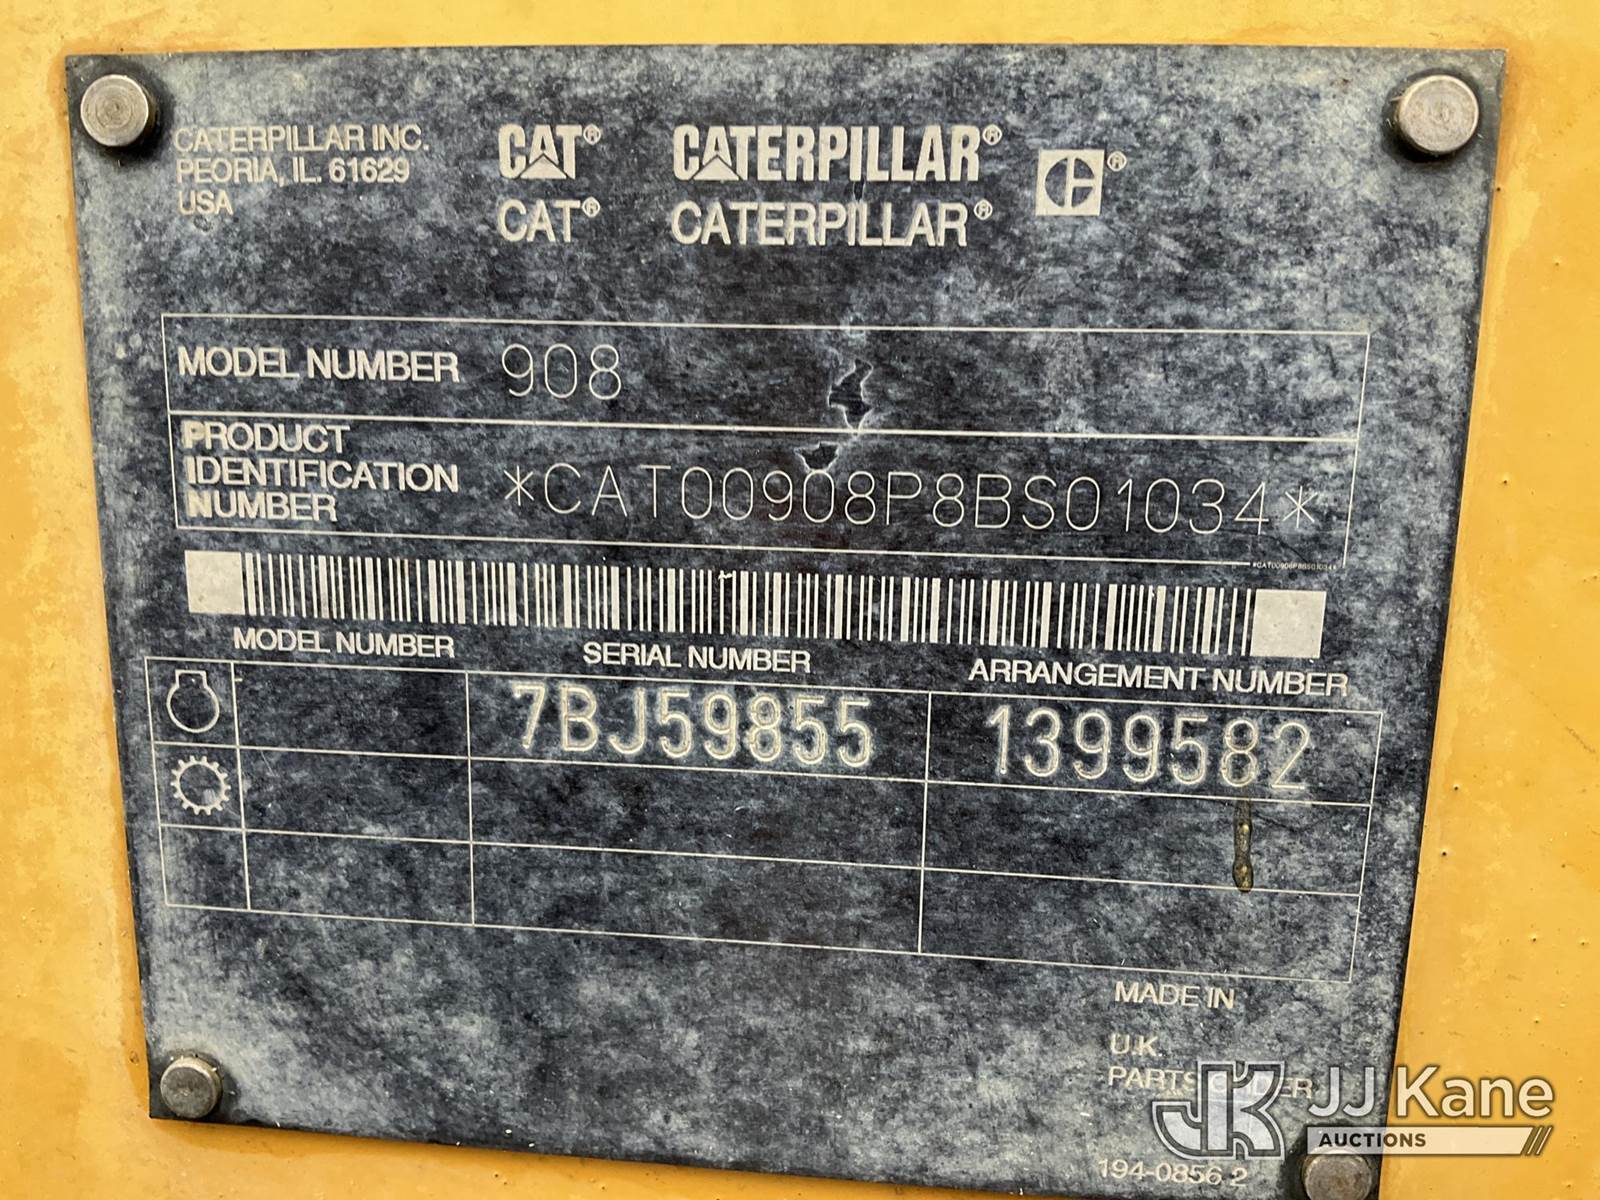 CATERPILLAR INC.
PEORIA, IL. 61629
USA
CAT® CATERPILLAR® C®
CAT® CATERPILLAR®
MODEL NUMBER 908
PRODUCT
IDENTIFICATION
NUMBER *CAT00908P8BS01034*
*CAT00908P8BS01034*
MODEL NUMBER SERIAL NUMBER ARRANGEMENT NUMBER
7BJ59855 1399582
MADE IN
U.K.
PARTS
JJ Kane
AUCTIONS
194-0856 2